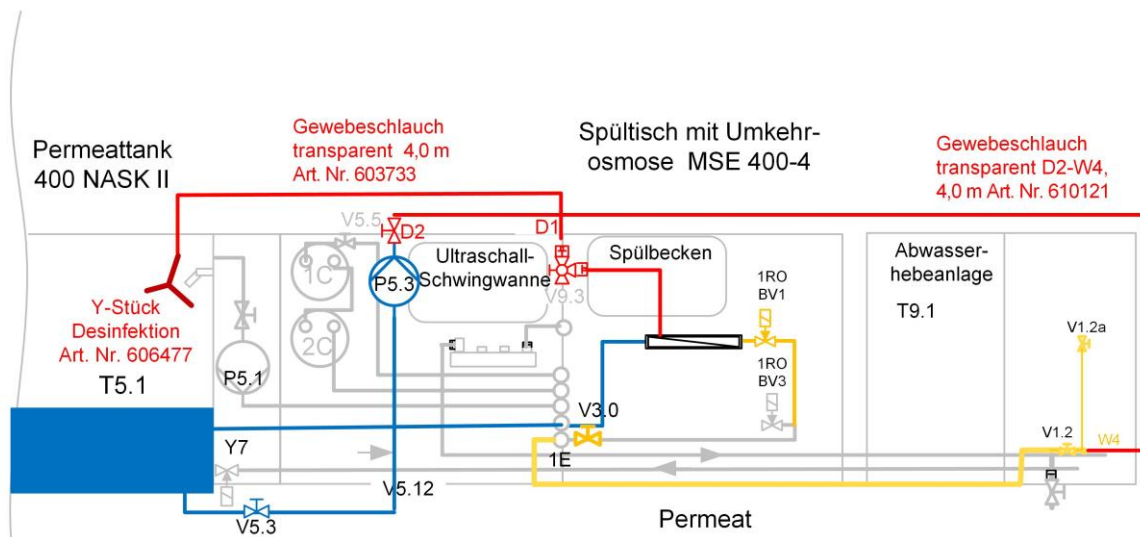 Gewebeschlauch
transparent 4,0 m
Art. Nr. 603733
Spültisch mit Umkehr-
osmose MSE 400-4
Gewebeschlauch
transparent D2-W4,
4,0 m Art. Nr. 610121
Permeattank
400 NASK II
V5.5
D2
D1
1C
P5.3
Ultraschall-
Schwingwanne
Spülbecken
Abwasser-
hebeanlage
T9.1
V9.3
1RO
BV1
Y-Stück
Desinfektion
Art. Nr. 606477
2C
V1.2a
T5.1
P5.1
1RO
BV3
V3.0
Y7
1E
V1.2
W4
V5.12
V5.3
Permeat